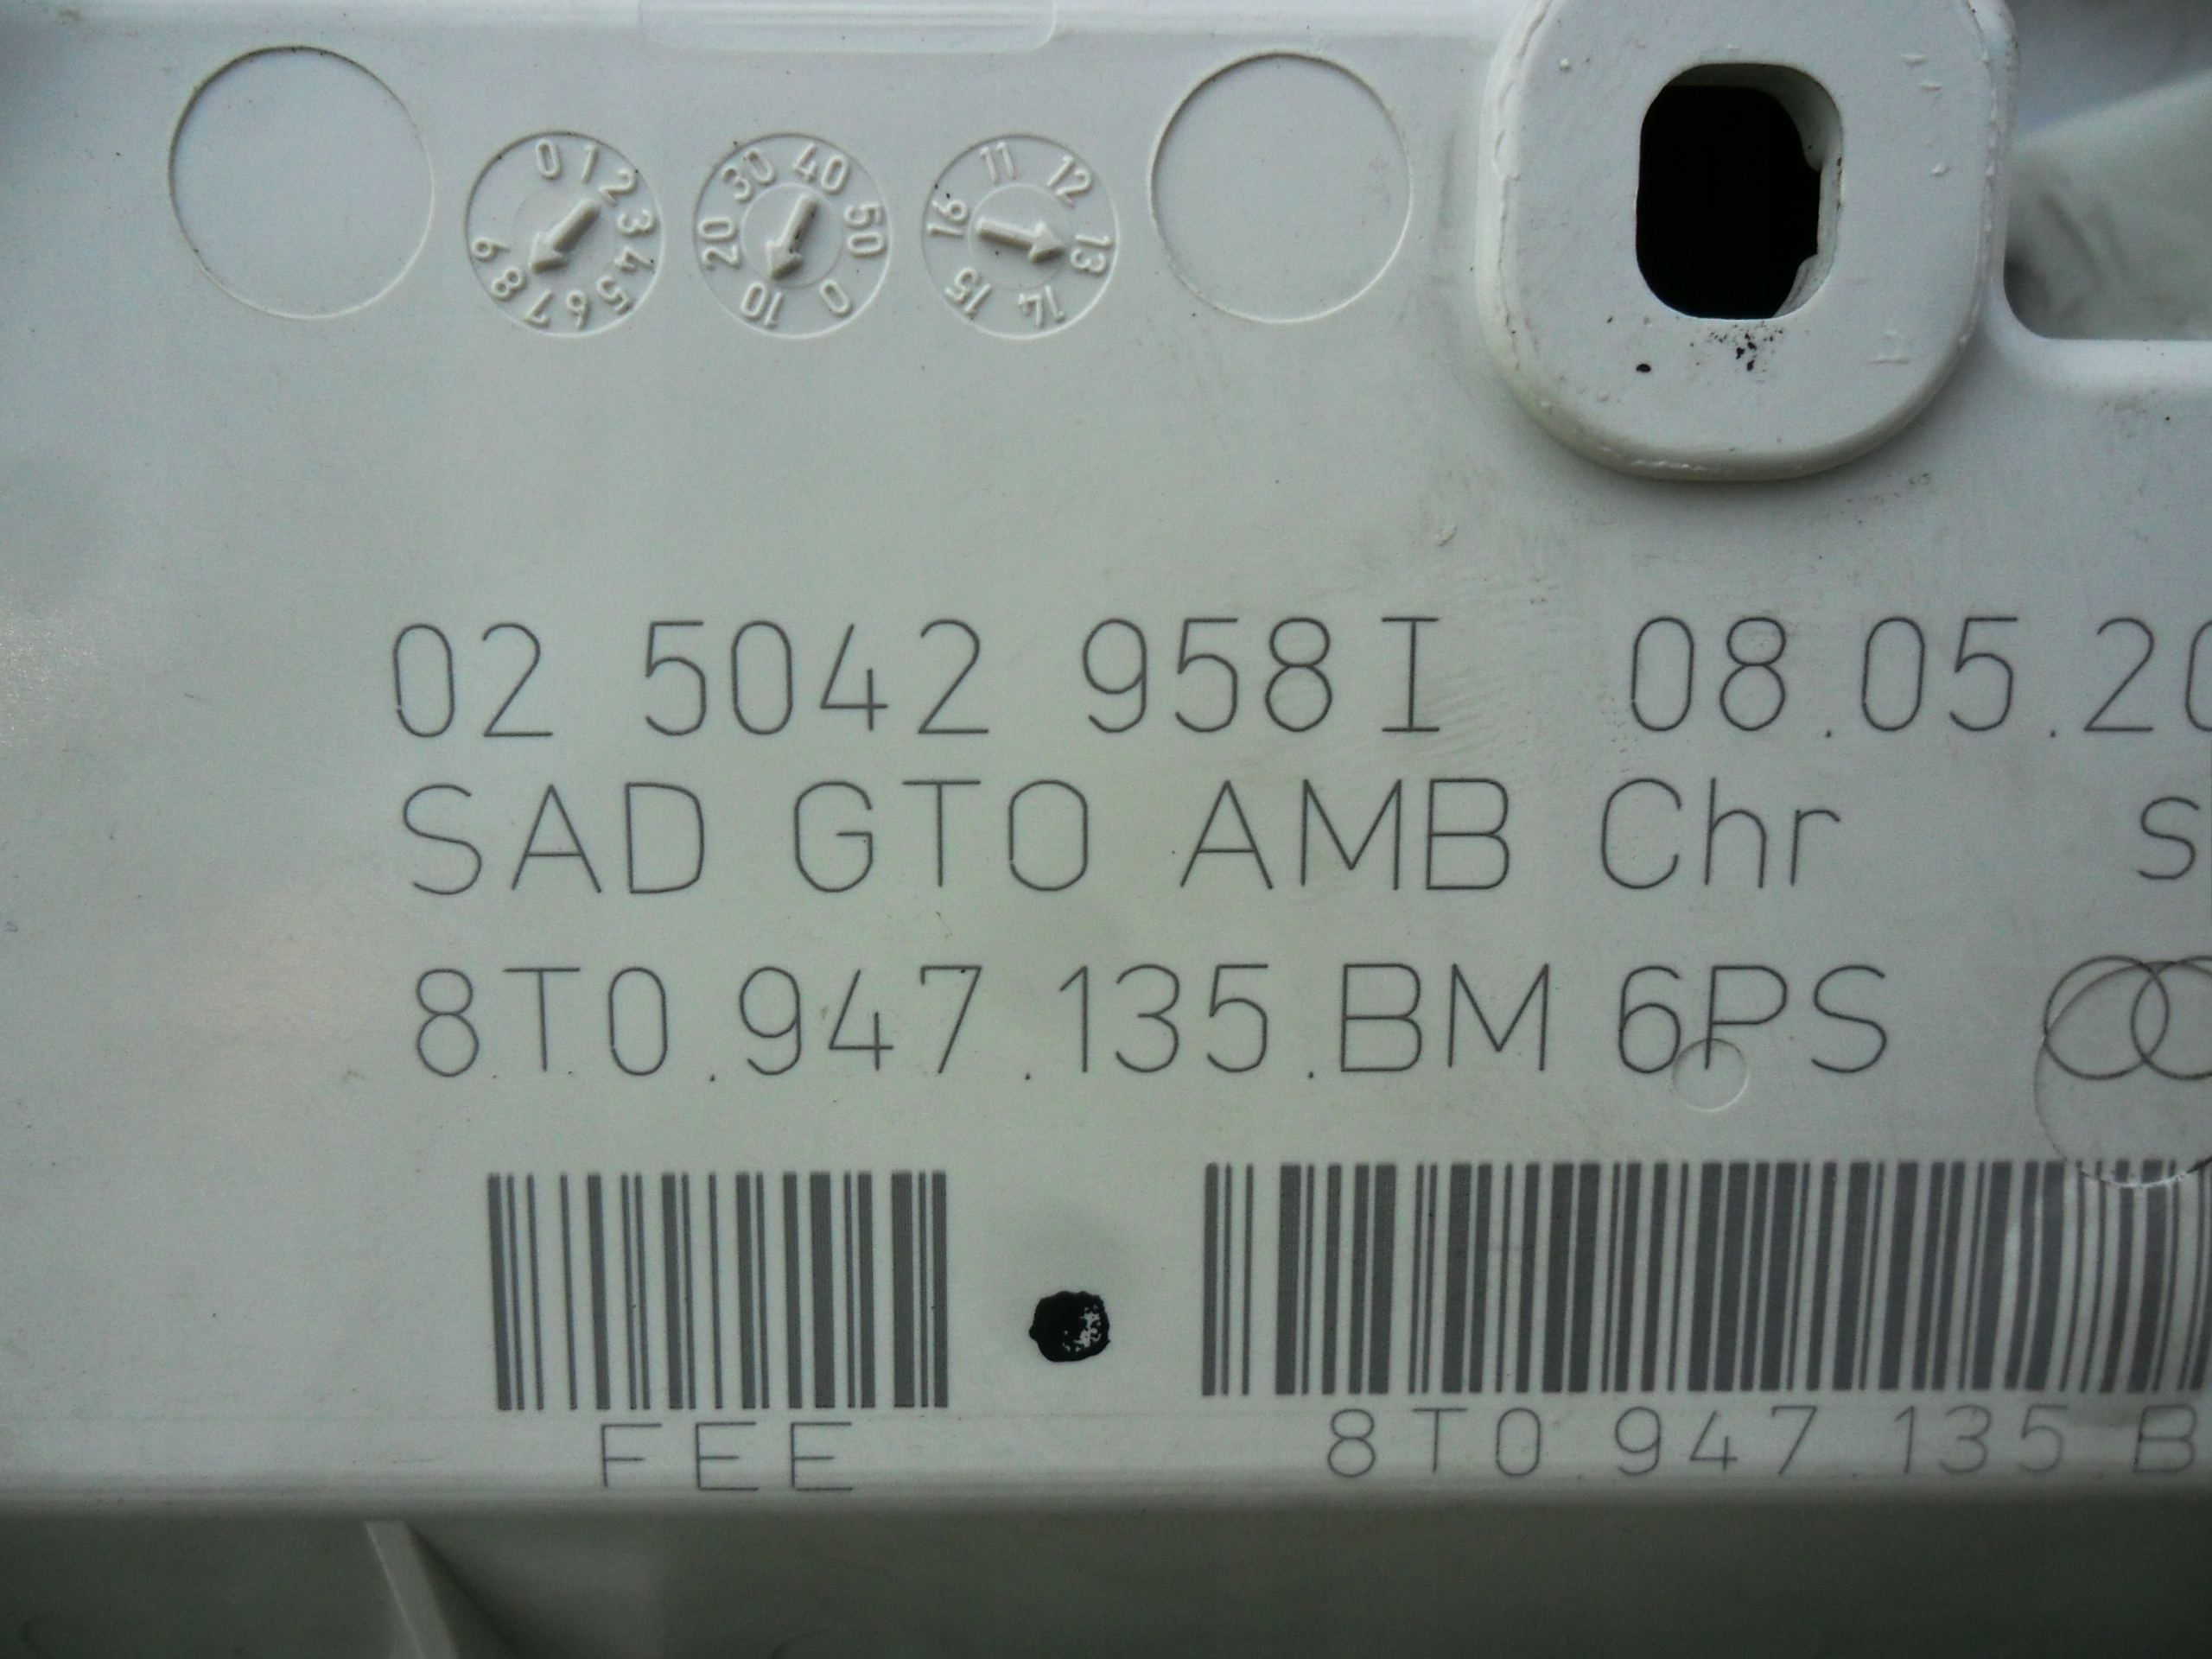 0 1 2 3 4 5 6 7 8 9
0 10 20 30 40 50
11 12 13 14 15 16
02 5042 958I 08.05.20
SAD GTO AMB Chr s
8T0.947.135.BM 6PS
FEE 8T0 947 135 B